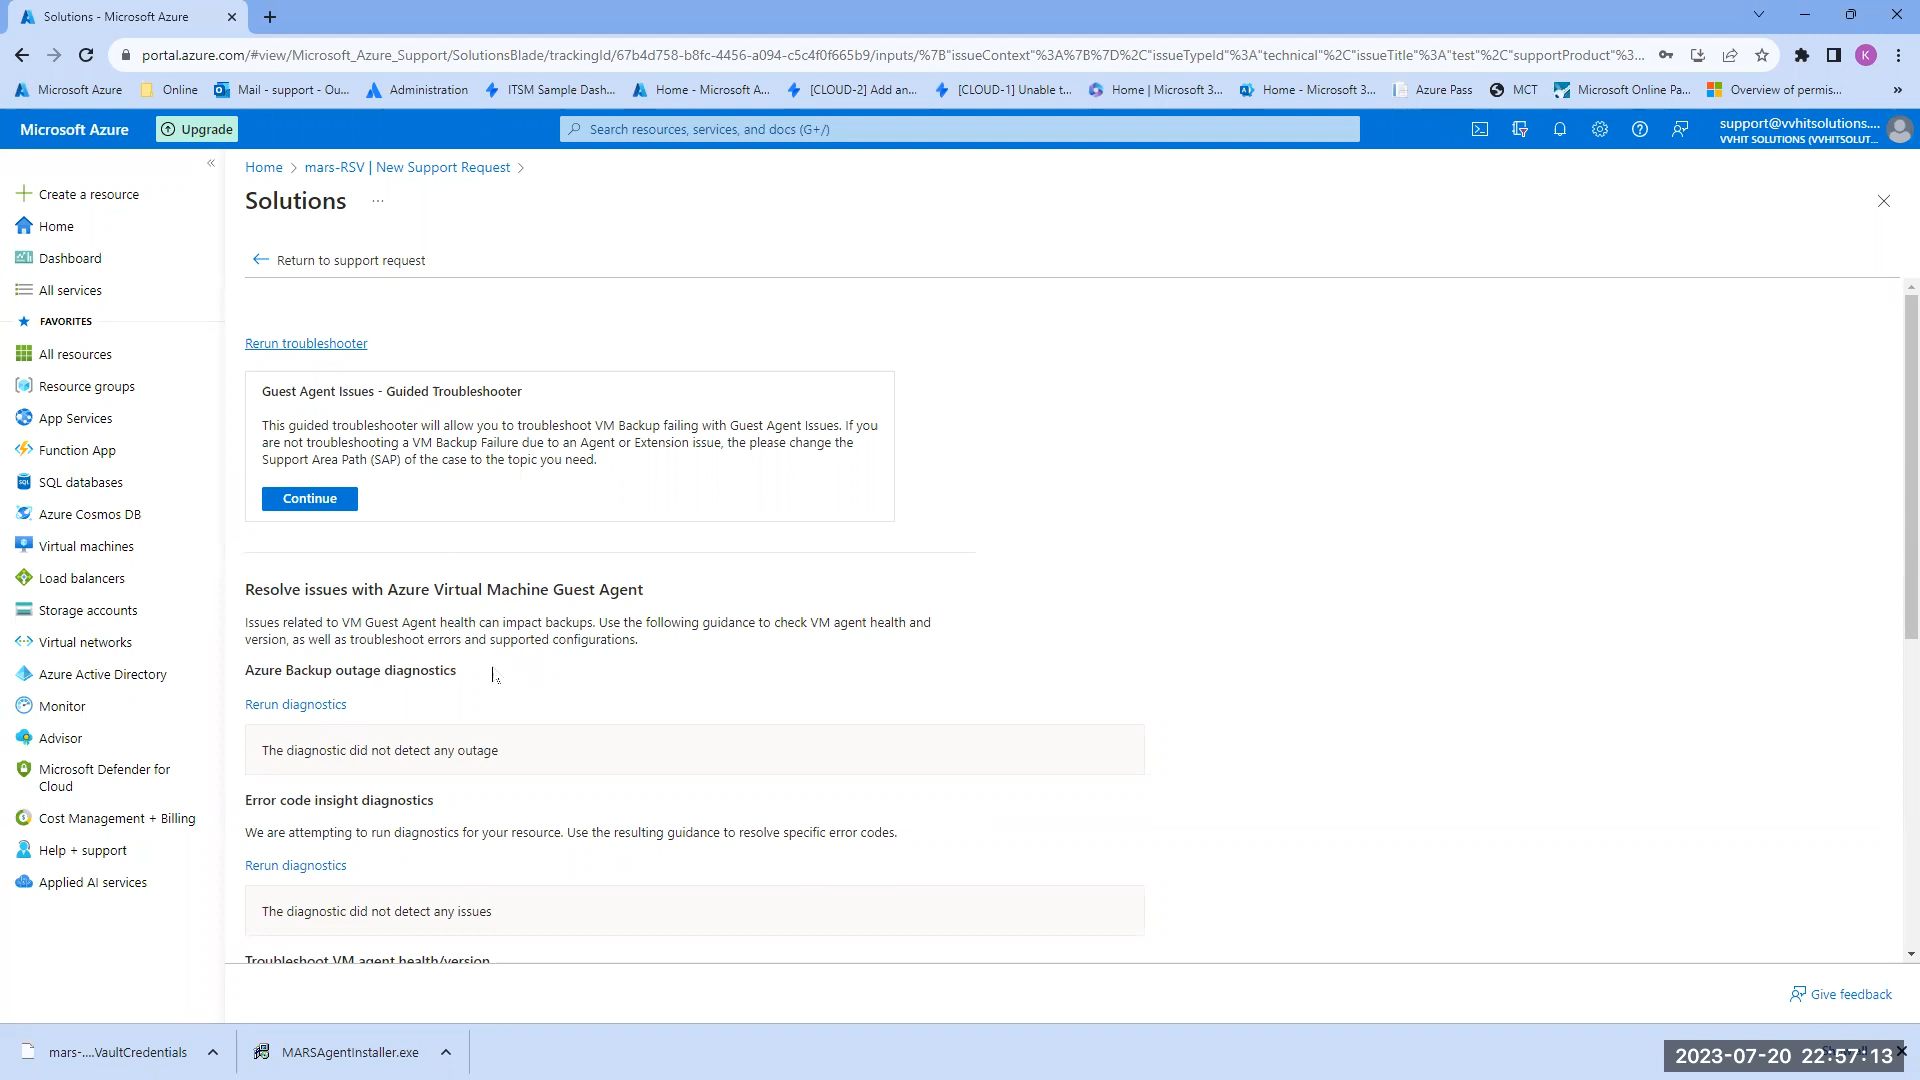 Solutions - Microsoft Azure
portal.azure.com/#view/Microsoft_Azure_Support/SolutionsBlade/trackingId/67b4d758-b8fc-4456-a094-c5c4f0f665b9/inputs/%7B"issueContext"%3A%7B%7D%2C"issueTypeId"%3A"technical"%2C"issueTitle"%3A"test"%2C"supportProduct"%3...
K
Microsoft Azure
Online
Mail - support - Ou...
Administration
ITSM Sample Dash...
Home - Microsoft A...
[CLOUD-2] Add an...
[CLOUD-1] Unable t...
Home | Microsoft 3...
Home - Microsoft 3...
Azure Pass
MCT
Microsoft Online Pa...
Overview of permis...
»
Microsoft Azure
Upgrade
Search resources, services, and docs (G+/)
support@vvhitsolutions....
VVHIT SOLUTIONS (VVHITSOLUT...
«
Create a resource
Home
Dashboard
All services
FAVORITES
All resources
Resource groups
App Services
Function App
SQL databases
Azure Cosmos DB
Virtual machines
Load balancers
Storage accounts
Virtual networks
Azure Active Directory
Monitor
Advisor
Microsoft Defender for
Cloud
Cost Management + Billing
Help + support
Applied AI services
Home > mars-RSV | New Support Request >
Solutions ...
Return to support request
Rerun troubleshooter
Guest Agent Issues - Guided Troubleshooter
This guided troubleshooter will allow you to troubleshoot VM Backup failing with Guest Agent Issues. If you
are not troubleshooting a VM Backup Failure due to an Agent or Extension issue, the please change the
Support Area Path (SAP) of the case to the topic you need.
Continue
Resolve issues with Azure Virtual Machine Guest Agent
Issues related to VM Guest Agent health can impact backups. Use the following guidance to check VM agent health and
version, as well as troubleshoot errors and supported configurations.
Azure Backup outage diagnostics
Rerun diagnostics
The diagnostic did not detect any outage
Error code insight diagnostics
We are attempting to run diagnostics for your resource. Use the resulting guidance to resolve specific error codes.
Rerun diagnostics
The diagnostic did not detect any issues
Troubleshoot VM agent health/version
Give feedback
mars-....VaultCredentials
MARSAgentInstaller.exe
2023-07-20 22:57:13